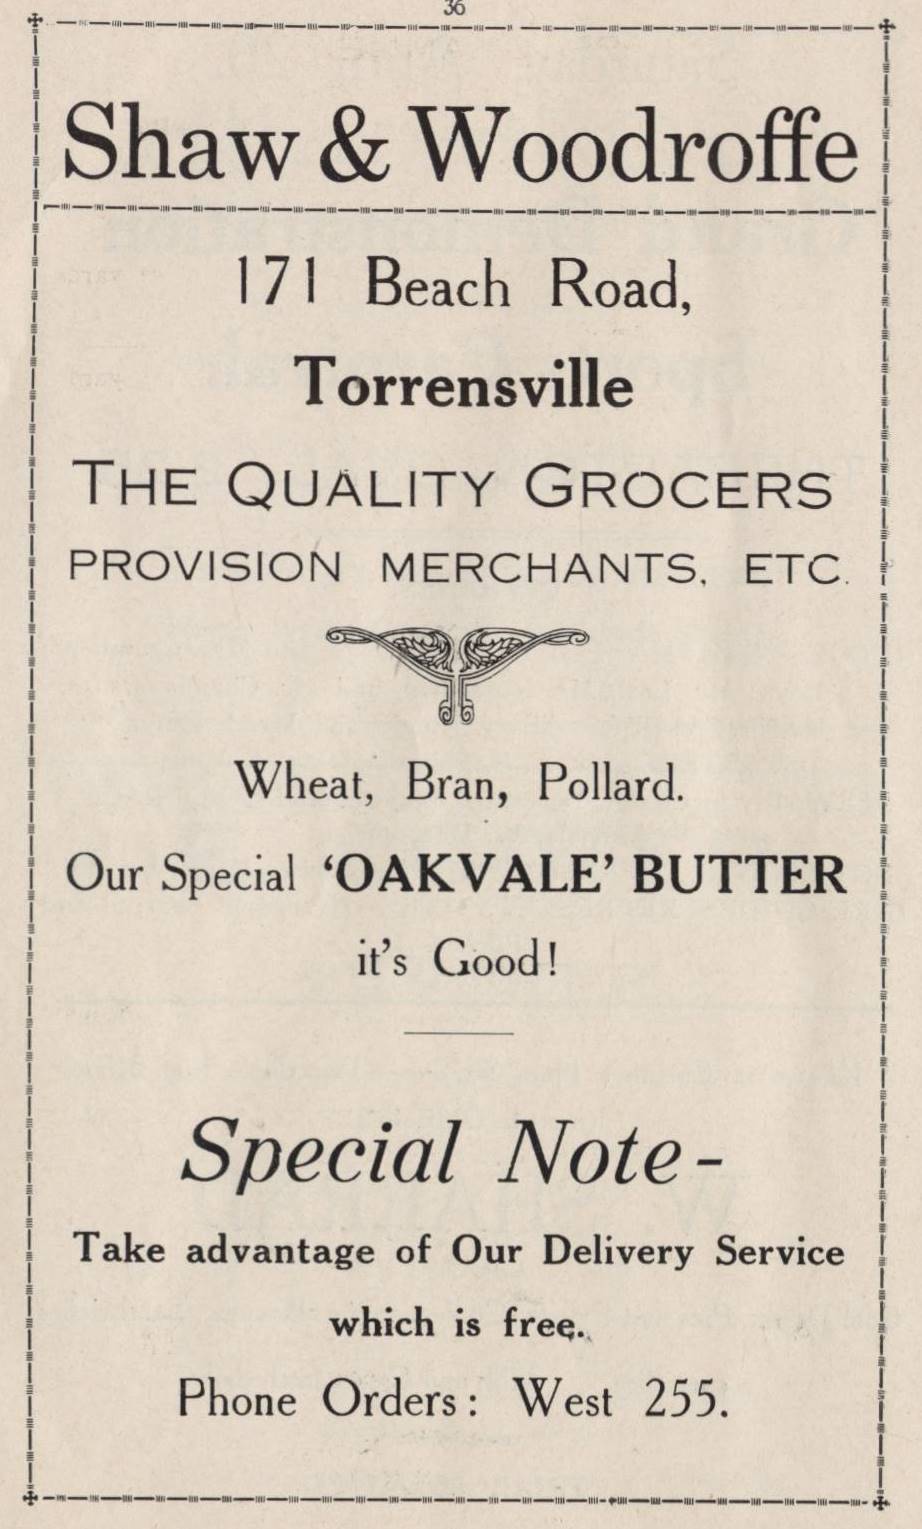 36
Shaw & Woodroffe
171 Beach Road,
Torrensville
THE QUALITY GROCERS
PROVISION MERCHANTS, ETC.
Wheat, Bran, Pollard.
Our Special 'OAKVALE' BUTTER
it's Good!
Special Note-
Take advantage of Our Delivery Service
which is free.
Phone Orders: West 255.